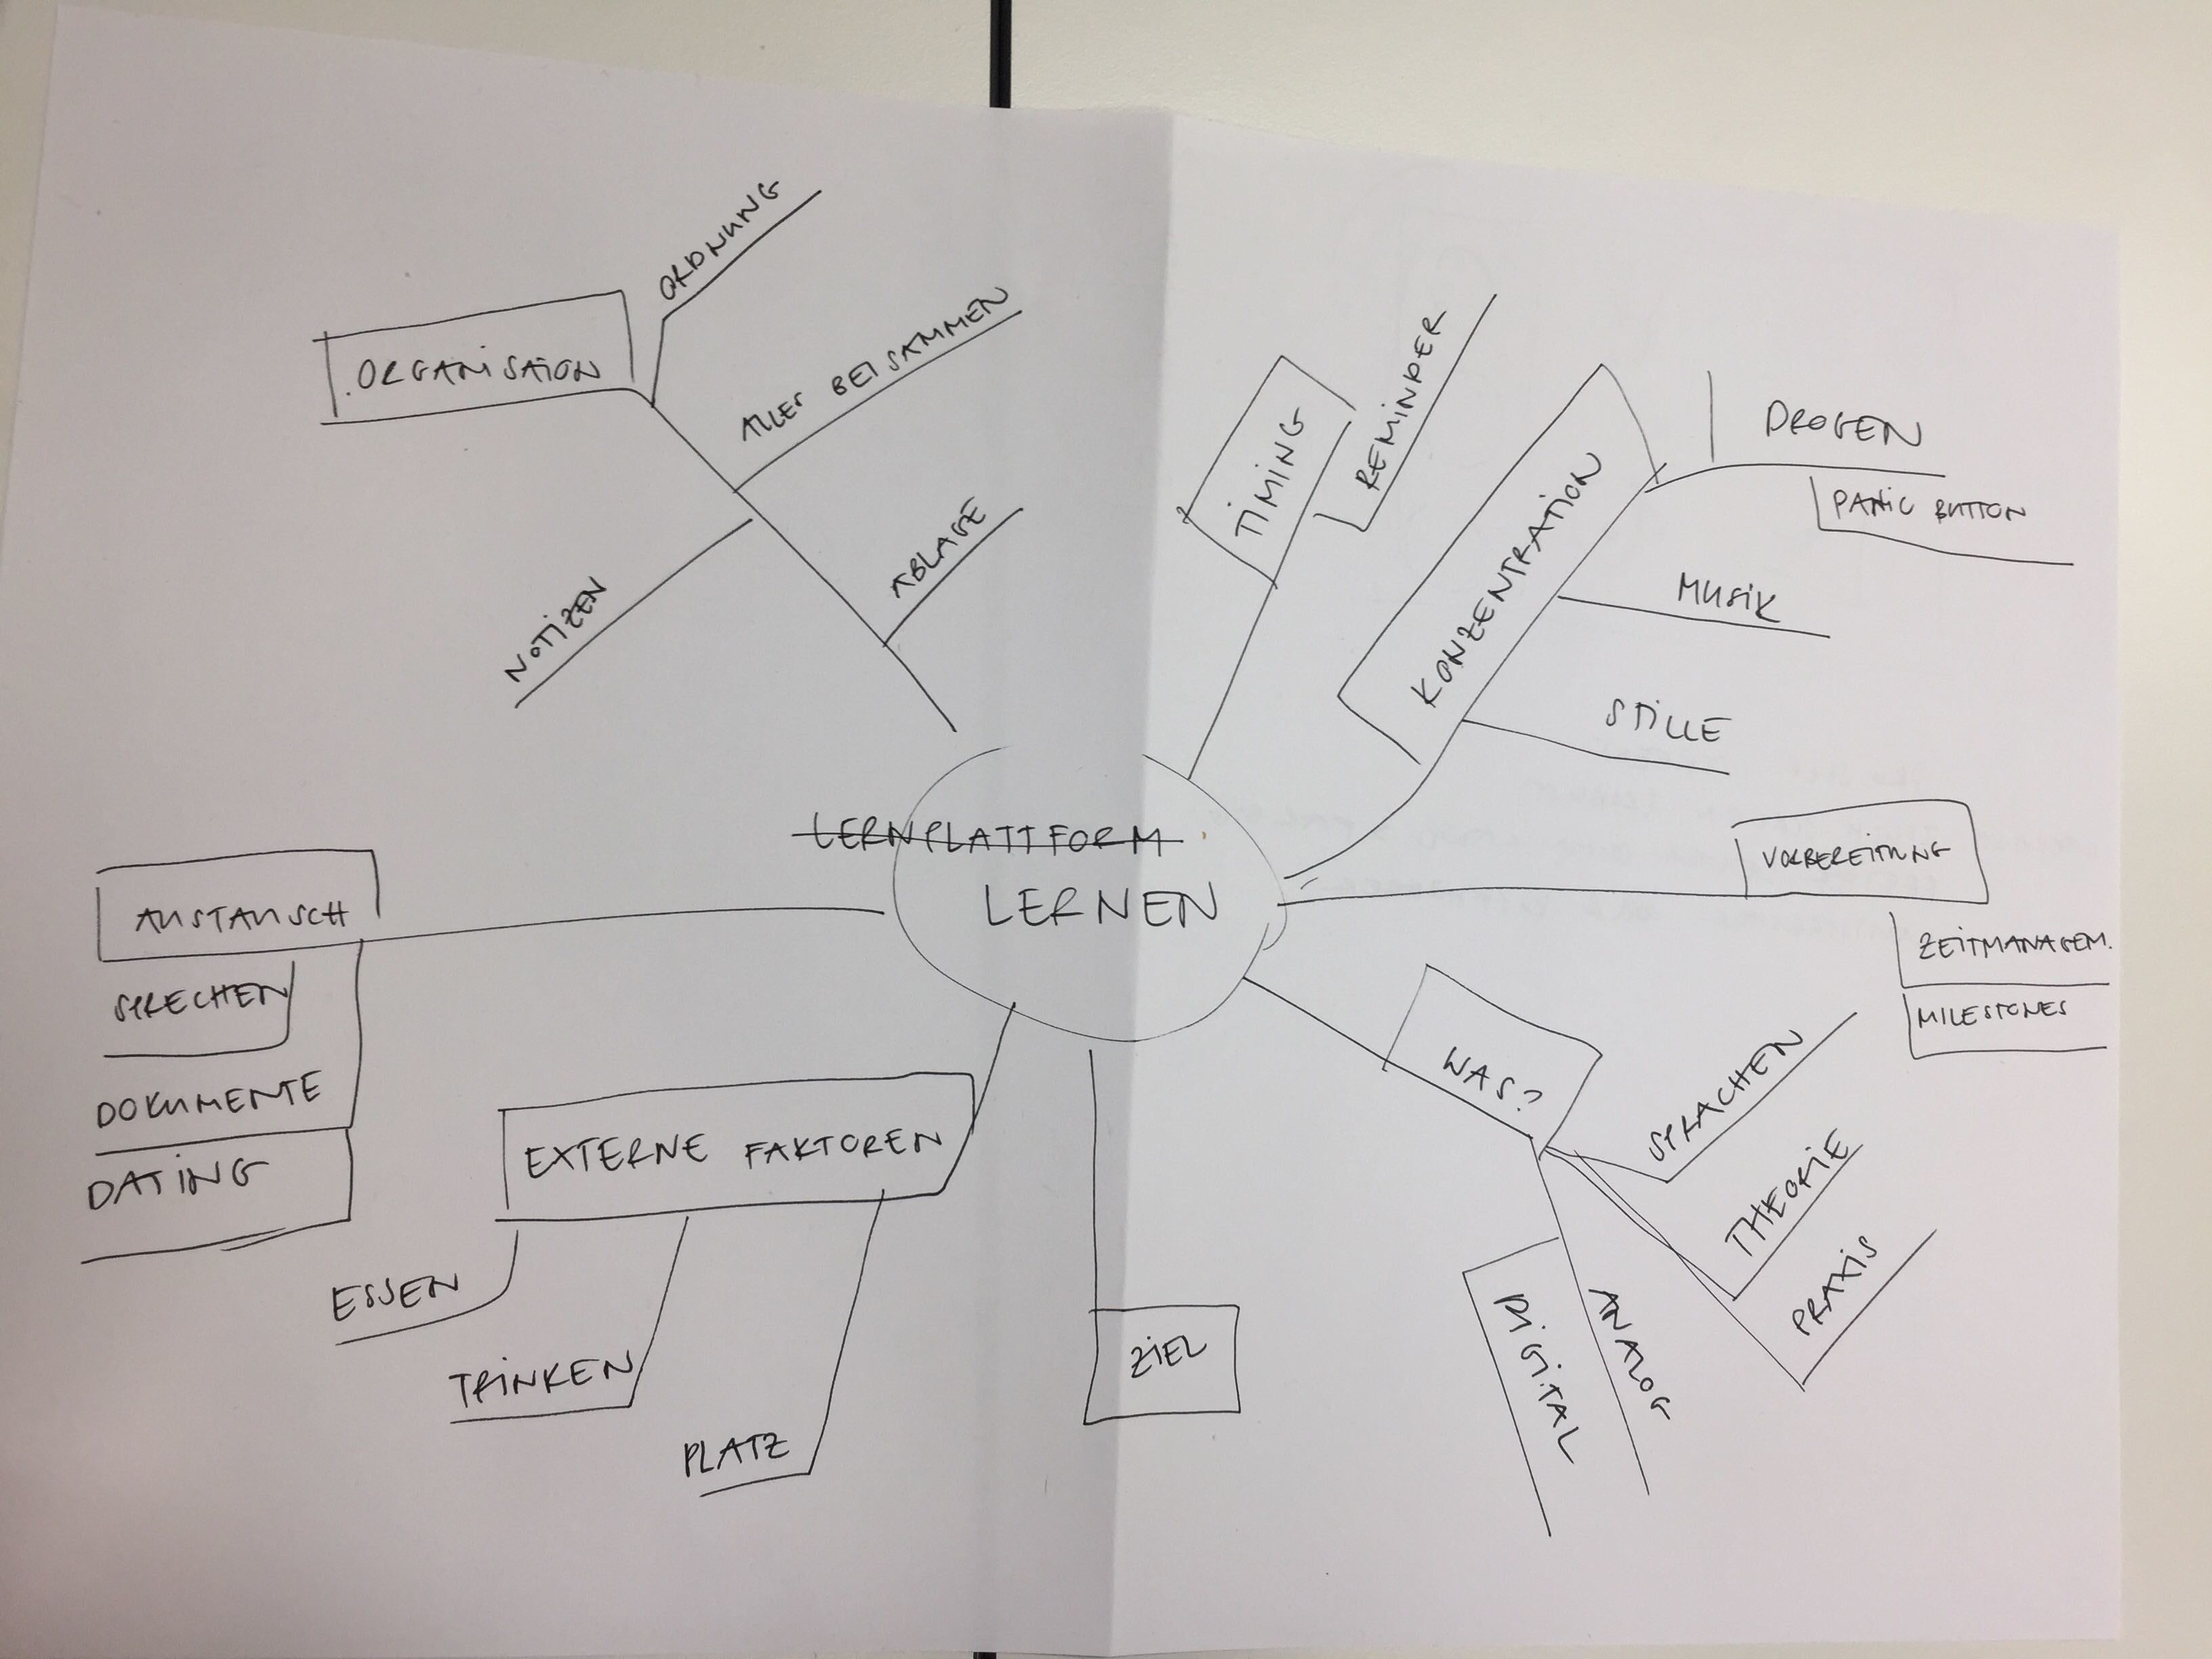 ORGANISATION
ORDNUNG
ALLES BEISAMMEN
ABLAGE
NOTIZEN
TIMING
REMINDER
KONZENTRATION
DROGEN
PANIC BUTTON
MUSIK
STILLE
LERNPLATTFORM
LERNEN
VORBEREITUNG
ZEITMANAGEM.
MILESTONES
WAS?
SPRACHEN
THEORIE
PRAXIS
ANALOG
DIGITAL
ZIEL
EXTERNE FAKTOREN
ESSEN
TRINKEN
PLATZ
AUSTAUSCH
SPRECHEN
DOKUMENTE
DATING